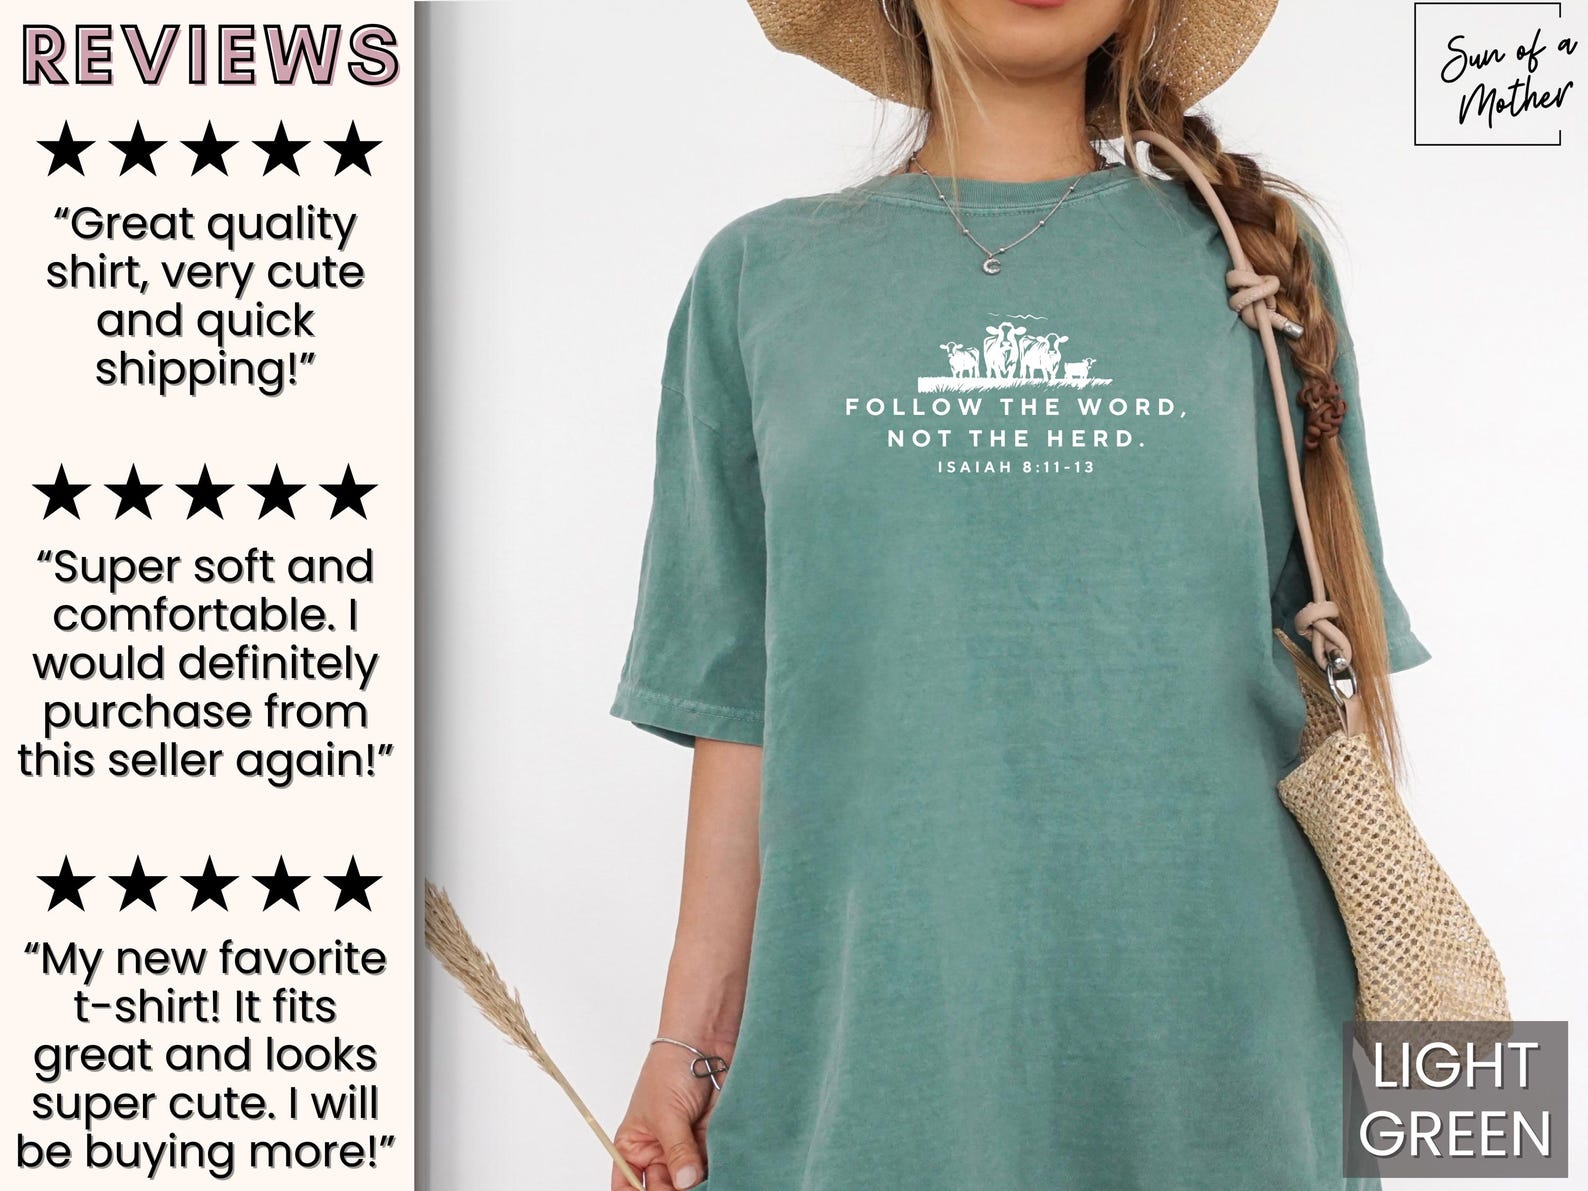 REVIEWS
“Great quality
shirt, very cute
and quick
shipping!”
“Super soft and
comfortable. I
would definitely
purchase from
this seller again!”
“My new favorite
t-shirt! It fits
great and looks
super cute. I will
be buying more!”
Sun of a
Mother
FOLLOW THE WORD,
NOT THE HERD.
ISAIAH 8:11-13
LIGHT
GREEN